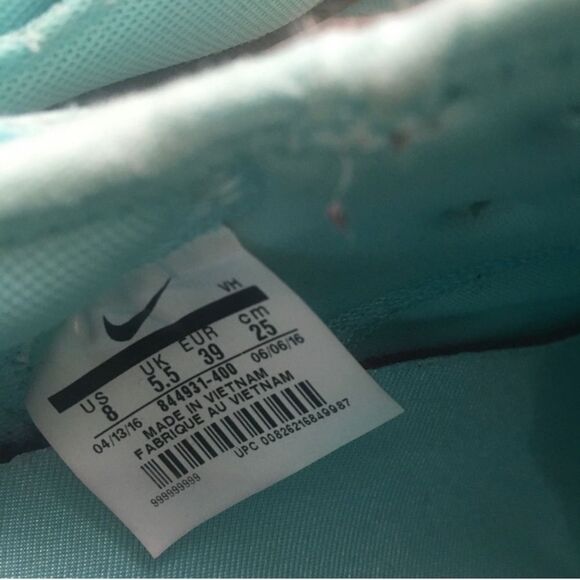 VH
US UK EUR cm
8 5.5 39 25
844931-400
04/13/16 06/06/16
MADE IN VIETNAM
FABRIQUE AU VIETNAM
UPC 00826216849987
999999999